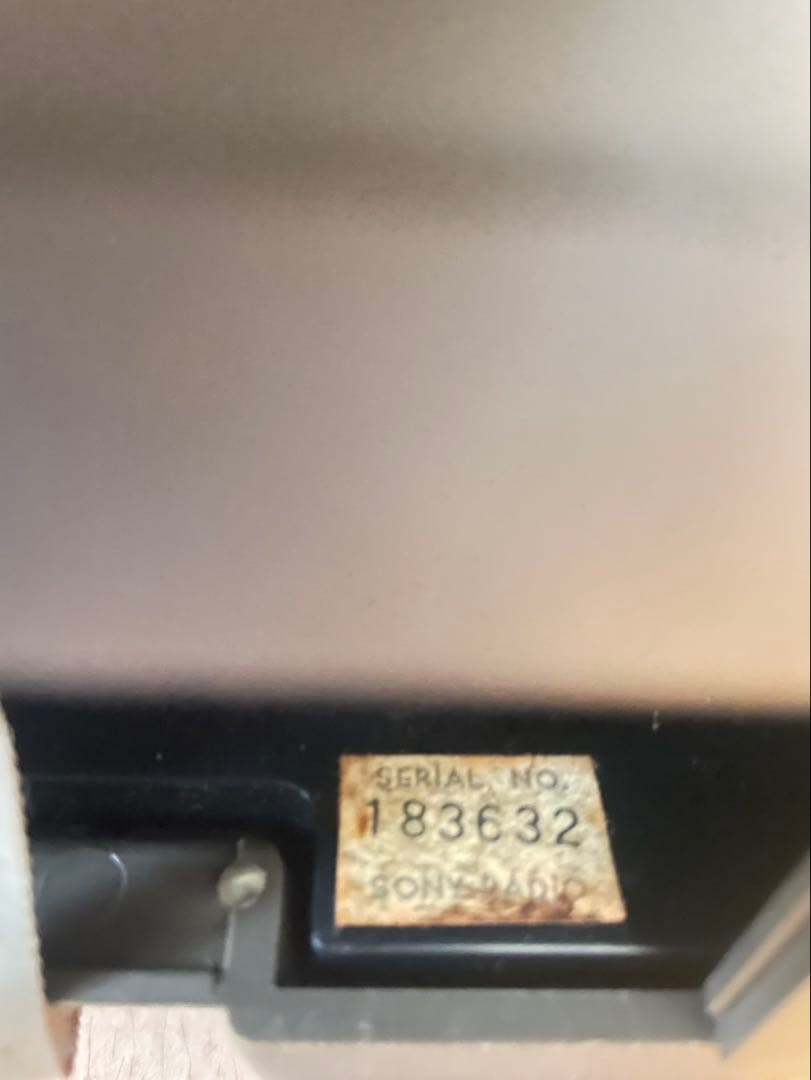 SERIAL NO.
183632
SONY RADIO